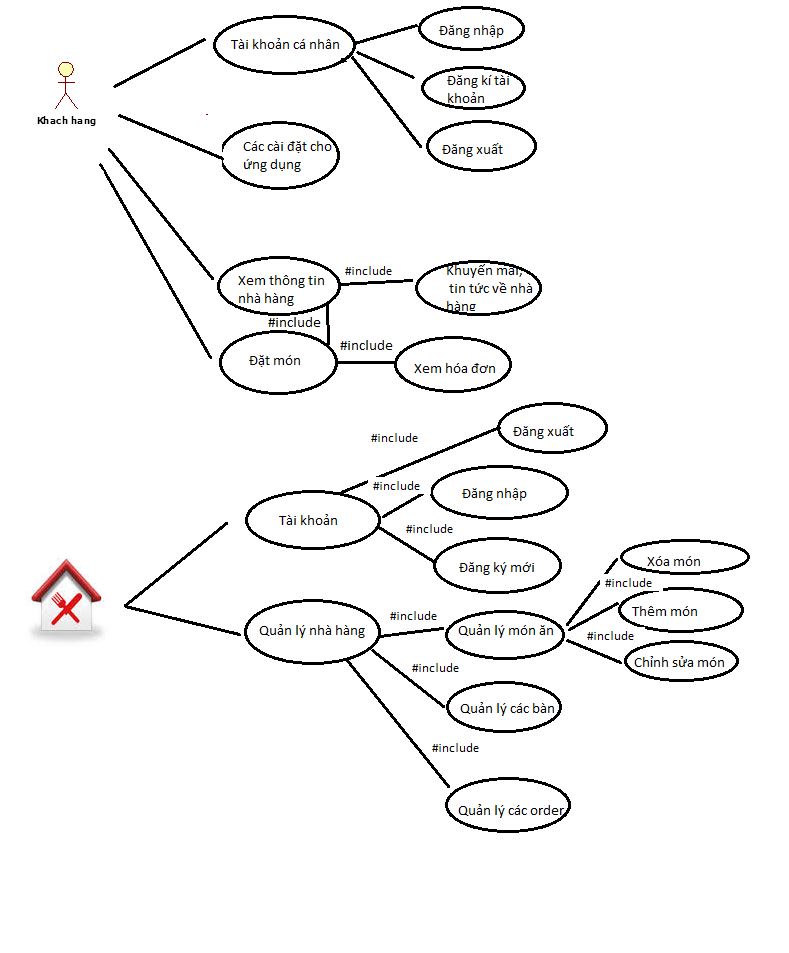 Tài khoản cá nhân
Đăng nhập
Đăng kí tài
khoản
Đăng xuất
Khach hang
Các cài đặt cho
ứng dụng
Xem thông tin
nhà hàng
#include
Khuyến mãi,
tin tức về nhà
hàng
#include
Đặt món
#include
Xem hóa đơn
#include
Đăng xuất
Tài khoản
#include
Đăng nhập
#include
Đăng ký mới
Quản lý nhà hàng
#include
Quản lý món ăn
Xóa món
#include
Thêm món
#include
Chỉnh sửa món
#include
Quản lý các bàn
#include
Quản lý các order